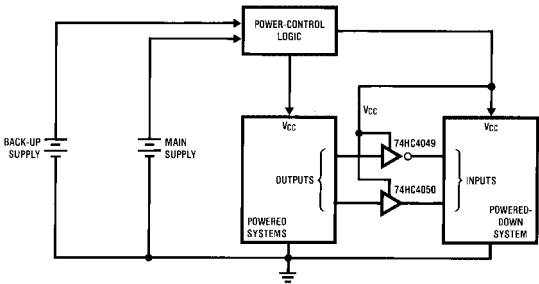 POWER-CONTROL
LOGIC
VCC
VCC
VCC
74HC4049
BACK-UP
SUPPLY
MAIN
SUPPLY
OUTPUTS
INPUTS
74HC4050
POWERED
SYSTEMS
POWERED-
DOWN
SYSTEM